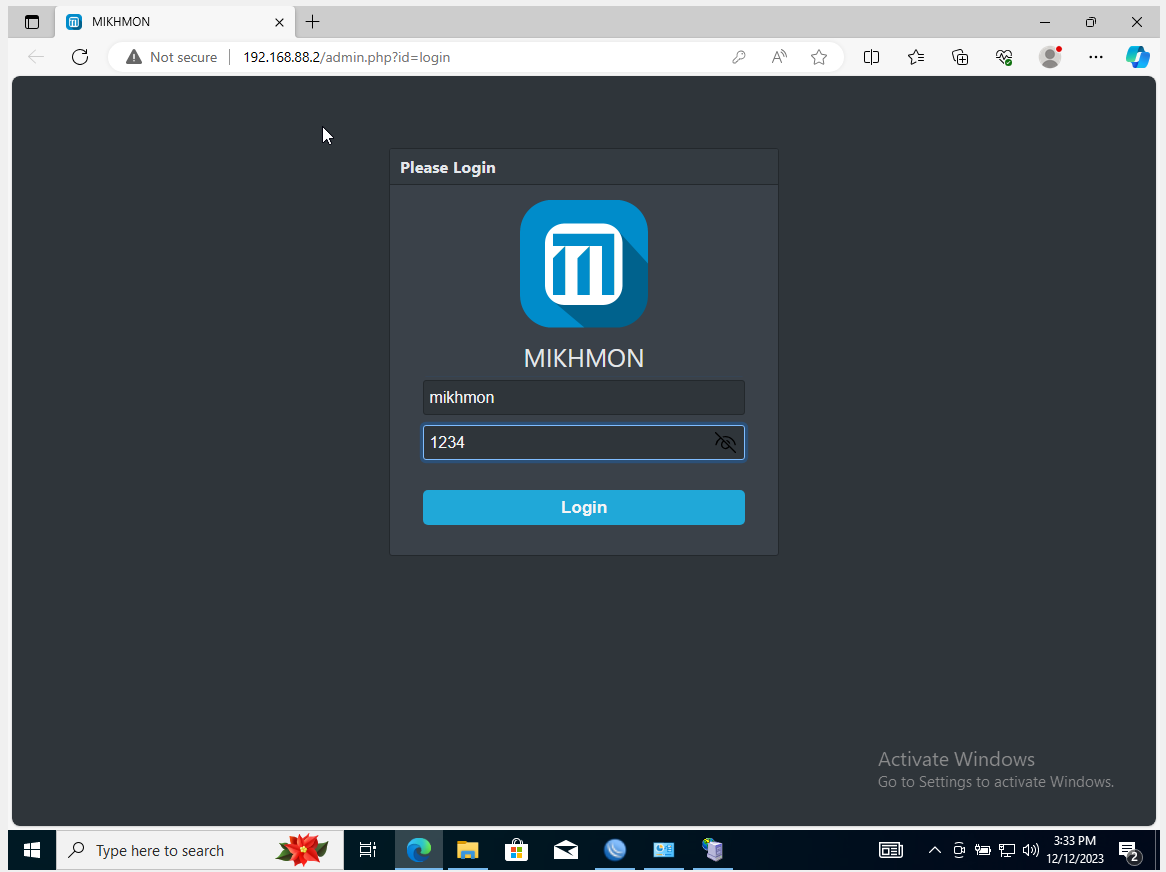 MIKHMON
Not secure
192.168.88.2/admin.php?id=login
Please Login
MIKHMON
mikhmon
1234
Login
Activate Windows
Go to Settings to activate Windows.
Type here to search
3:33 PM
12/12/2023
2